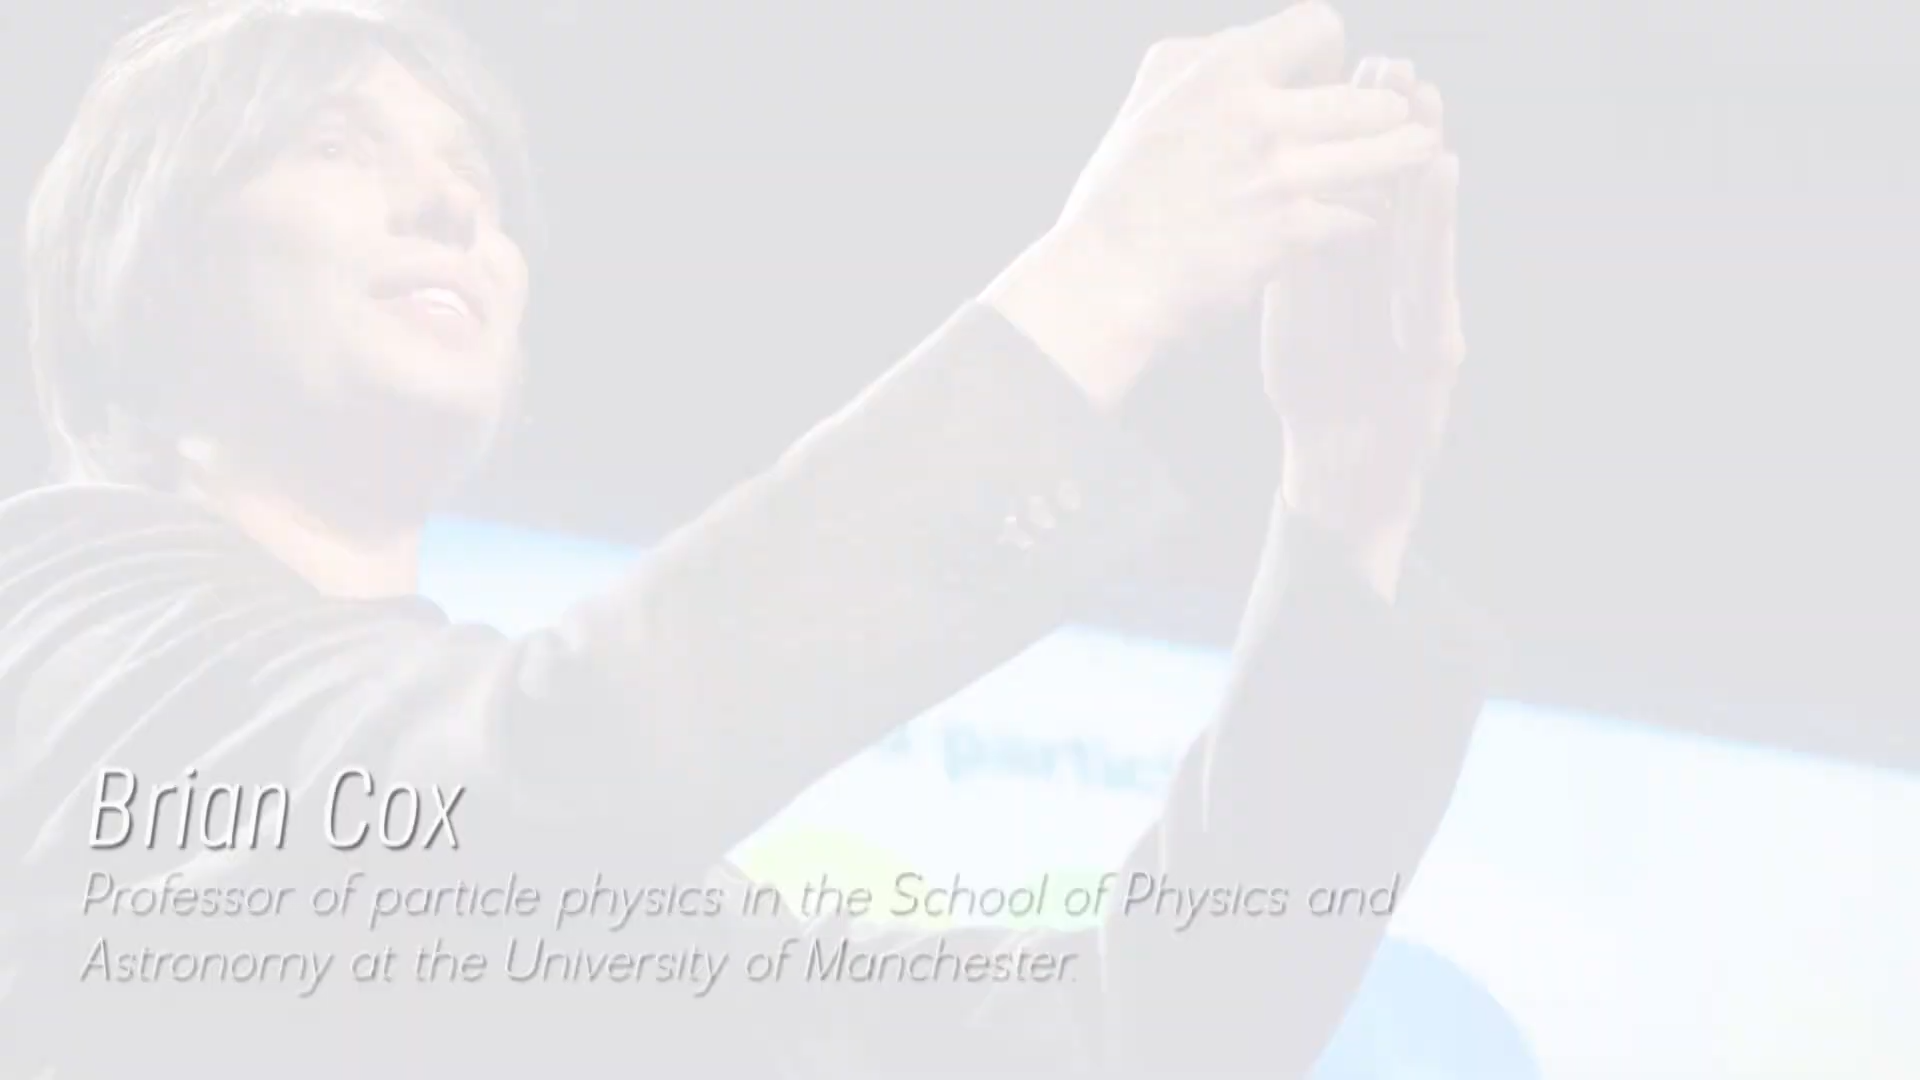 Brian Cox
Professor of particle physics in the School of Physics and
Astronomy at the University of Manchester.